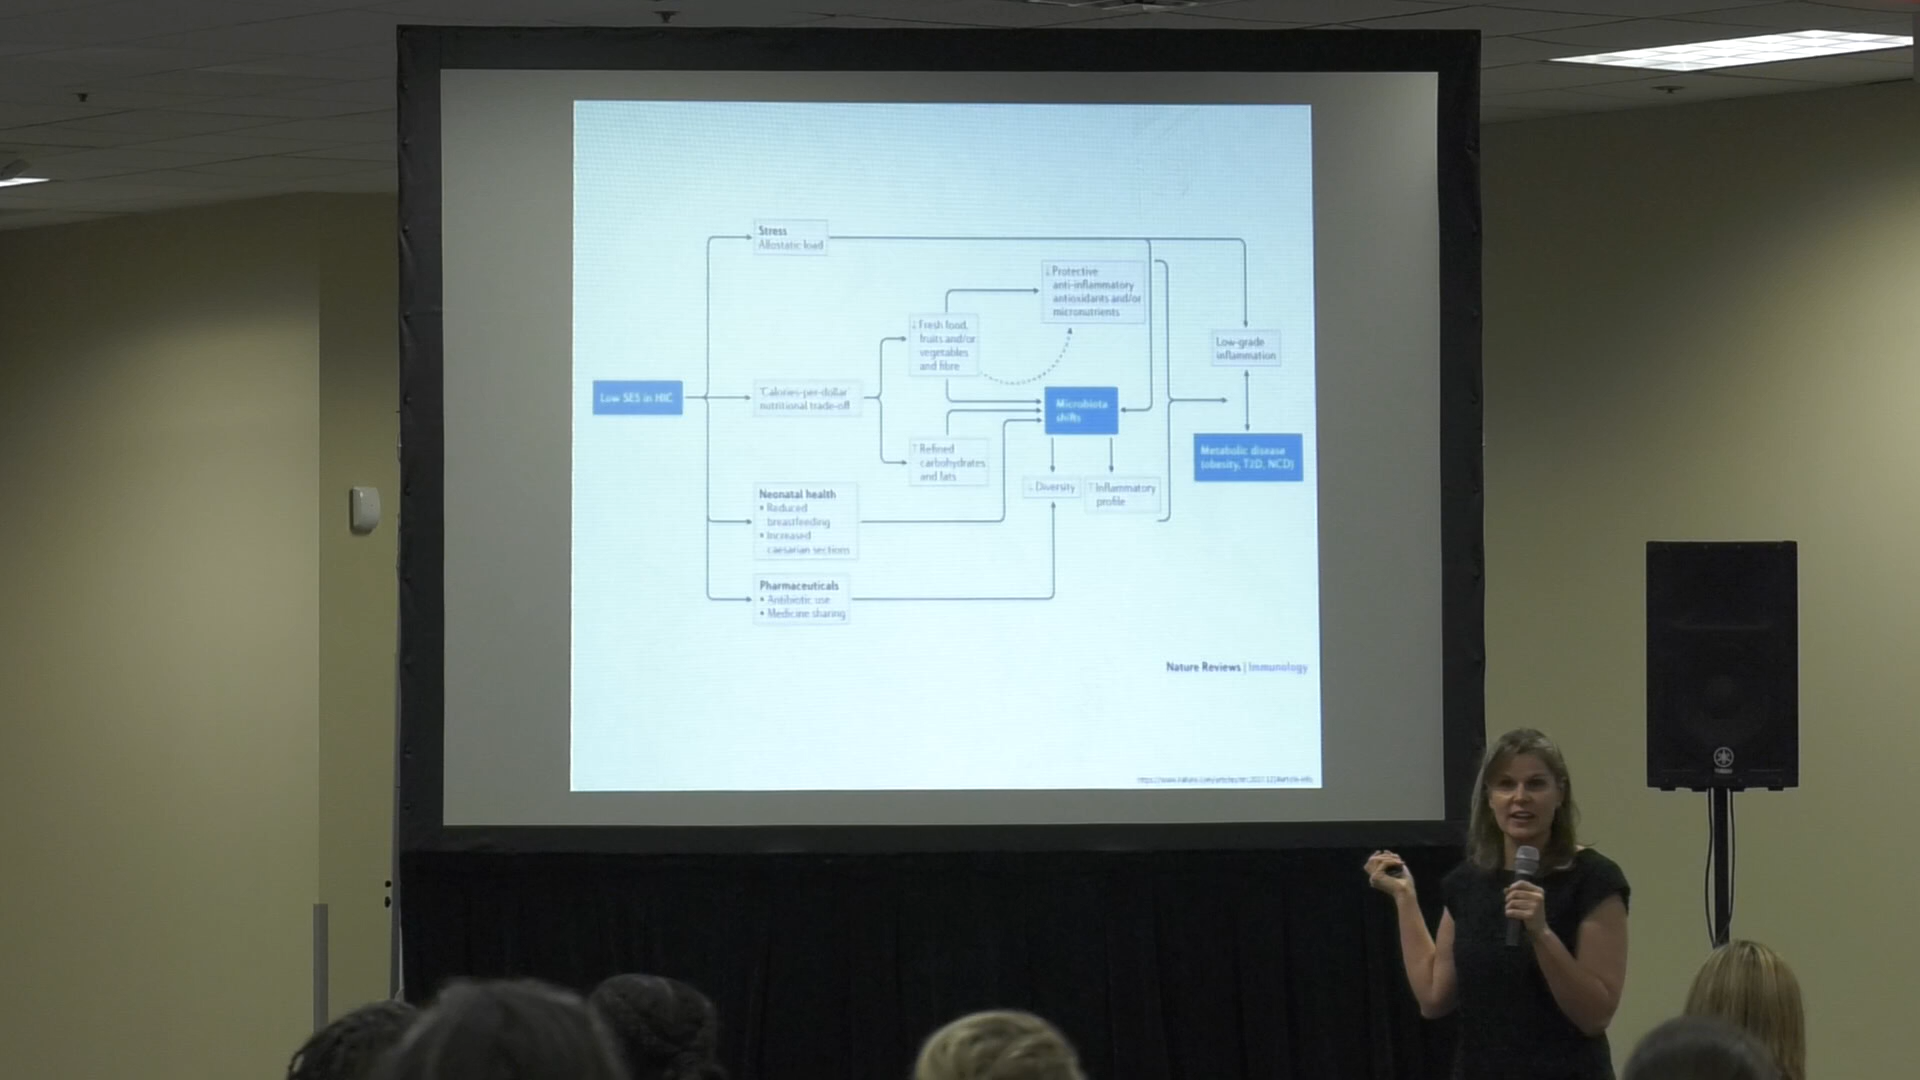 Stress
Allostatic load
↓ Protective
anti-inflammatory
antioxidants and/or
micronutrients
↓ Fresh food,
fruits and/or
vegetables
and fibre
Low-grade
inflammation
Low SES in HIC
'Calories-per-dollar'
nutritional trade-off
Microbiota
shifts
↑ Refined
carbohydrates
and fats
Metabolic disease
(obesity, T2D, NCD)
↓ Diversity
↑ Inflammatory
profile
Neonatal health
• Reduced
breastfeeding
• Increased
caesarian sections
Pharmaceuticals
• Antibiotic use
• Medicine sharing
Nature Reviews | Immunology
YAMAHA